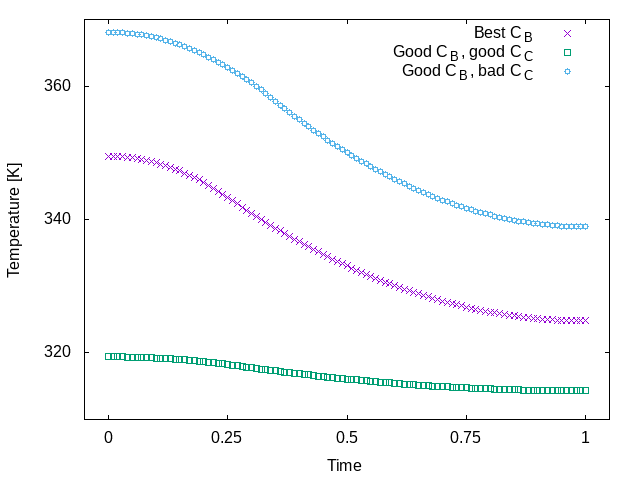 Best C_B
Good C_B, good C_C
Good C_B, bad C_C
360
340
320
Temperature [K]
0 0.25 0.5 0.75 1
Time